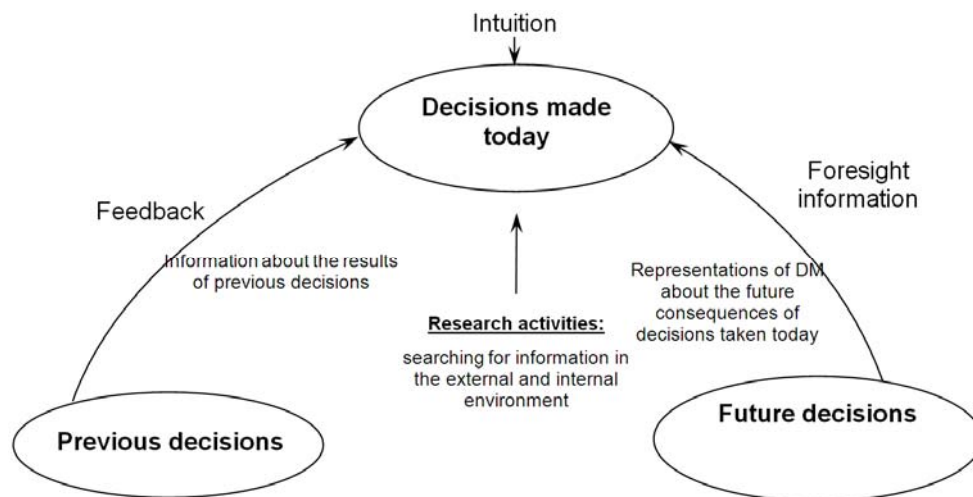 Intuition
Decisions made
today
Feedback
Foresight
information
Information about the results
of previous decisions
Representations of DM
about the future
consequences of
decisions taken today
Research activities:
searching for information in
the external and internal
environment
Previous decisions
Future decisions